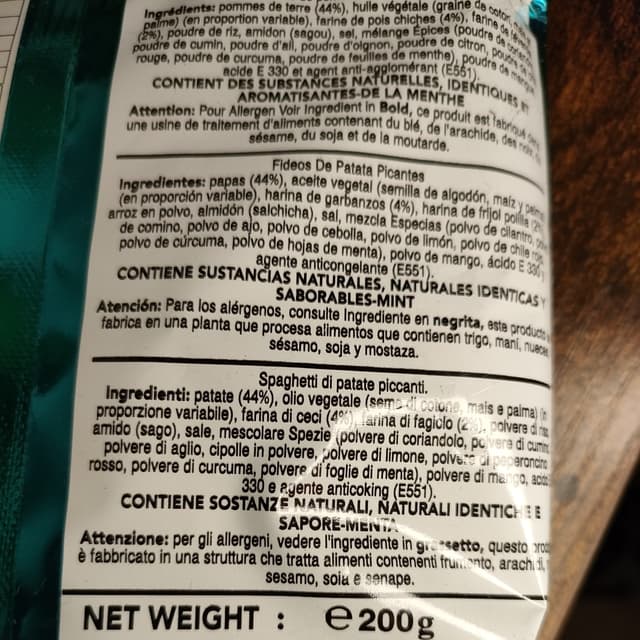 Ingrédients: pommes de terre (44%), huile végétale (graine de coton,
palme) (en proportion variable), farine de pois chiches (4%), farine de
(2%), poudre de riz, amidon (sagou), sel, mélange Épices (poudre de
poudre de cumin, poudre d'ail, poudre d'oignon, poudre de citron, poudre de
rouge, poudre de curcuma, poudre de feuilles de menthe), poudre de
acide E 330 et agent anti-agglomérant (E551).
CONTIENT DES SUBSTANCES NATURELLES, IDENTIQUES ET
AROMATISANTES-DE LA MENTHE
Attention: Pour Allergen Voir Ingredient in Bold, ce produit est fabriqué
une usine de traitement d'aliments contenant du blé, de l'arachide, des
sésame, du soja et de la moutarde.
Fideos De Patata Picantes
Ingredientes: papas (44%), aceite vegetal (semilla de algodón, maíz y palma)
(en proporción variable), harina de garbanzos (4%), harina de frijol polilla (2%),
arroz en polvo, almidón (salchicha), sal, mezcla Especias (polvo de cilantro,
de comino, polvo de ajo, polvo de cebolla, polvo de limón, polvo de chile
polvo de cúrcuma, polvo de hojas de menta), polvo de mango, ácido E 330
agente anticongelante (E551).
CONTIENE SUSTANCIAS NATURALES, NATURALES IDENTICAS Y
SABORABLES-MINT
Atención: Para los alérgenos, consulte Ingrediente en negrita, este producto
fabrica en una planta que procesa alimentos que contienen trigo, maní, nueces
sésamo, soja y mostaza.
Spaghetti di patate piccanti.
Ingredienti: patate (44%), olio vegetale (seme di cotone, mais e palma) (in
proporzione variabile), farina di ceci (4%), farina di fagiolo (2%), polvere di
amido (sago), sale, mescolare Spezie (polvere di coriandolo, polvere di cumino
polvere di aglio, cipolle in polvere, polvere di limone, polvere di peperoncino
rosso, polvere di curcuma, polvere di foglie di menta), polvere di mango, acido
330 e agente anticoking (E551).
CONTIENE SOSTANZE NATURALI, NATURALI IDENTICHE E
SAPORE-MENTA
Attenzione: per gli allergeni, vedere l'ingrediente in grassetto, questo
è fabbricato in una struttura che tratta alimenti contenenti frumento, arachidi,
sesamo, soia e senape.
NET WEIGHT : e 200g